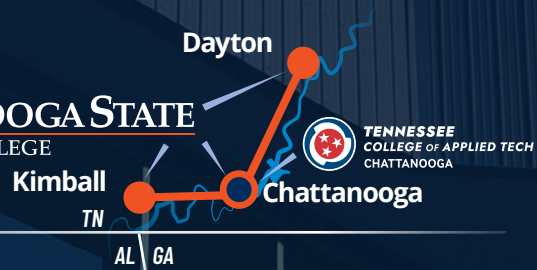 Dayton
OOGA STATE
LEGE
TENNESSEE
COLLEGE OF APPLIED TECH
CHATTANOOGA
Kimball
Chattanooga
TN
AL GA